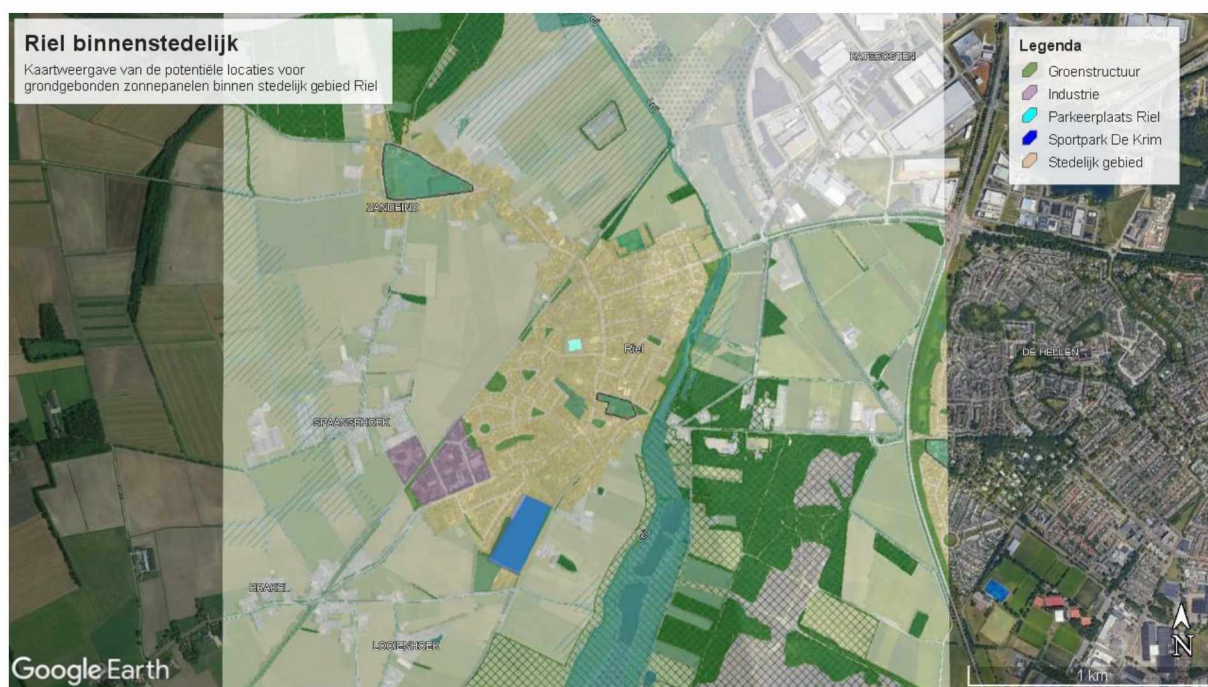 Riel binnenstedelijk
Kaartweergave van de potentiële locaties voor
grondgebonden zonnepanelen binnen stedelijk gebied Riel
Legenda
Groenstructuur
Industrie
Parkeerplaats Riel
Sportpark De Krim
Stedelijk gebied
KATSBOGTEN
ZANDEIND
Riel
DE HELLEN
SPAANSEHOEK
BRAKEL
LOOIENHOEK
Google Earth
1 km
N